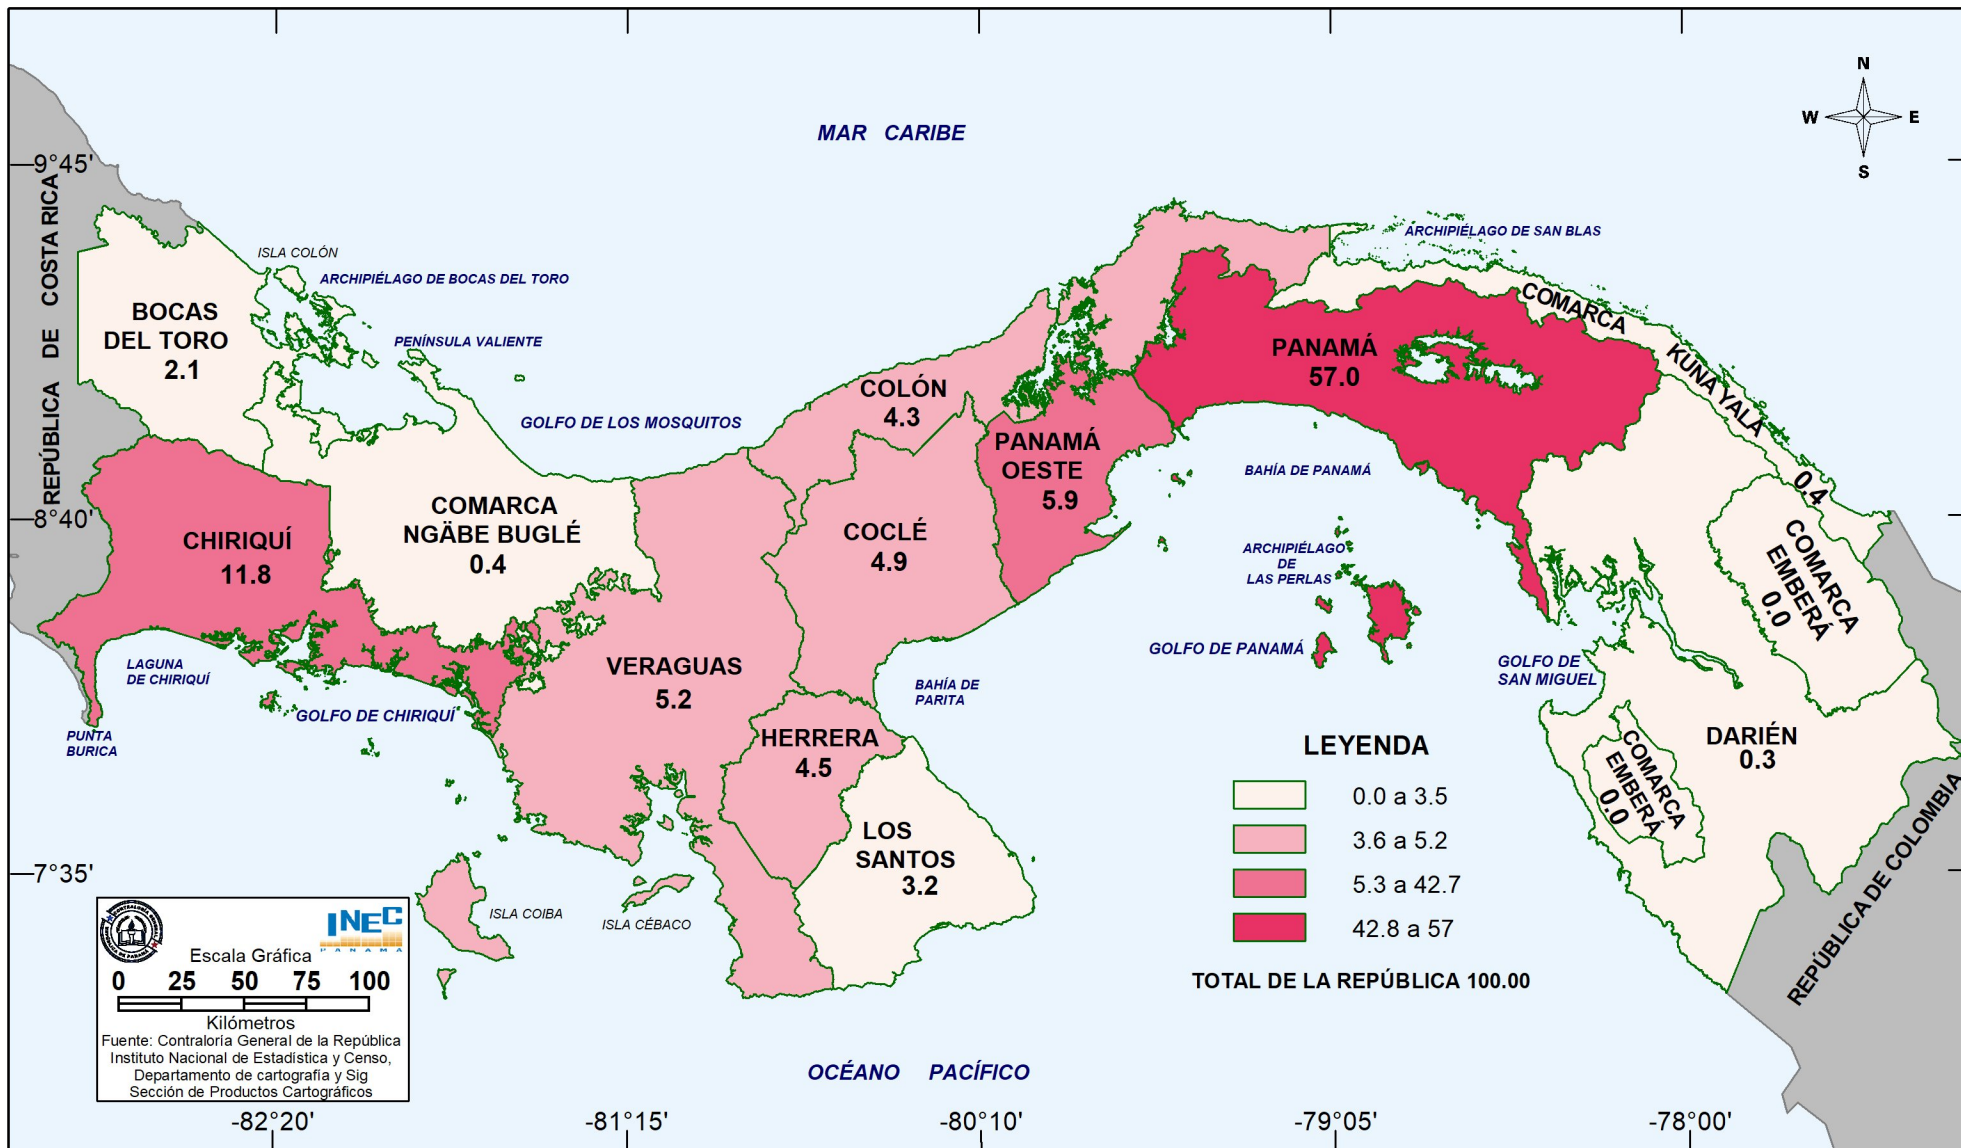 N
W E
S
MAR CARIBE
9°45'
8°40'
7°35'
REPÚBLICA DE COSTA RICA
ISLA COLÓN
ARCHIPIÉLAGO DE BOCAS DEL TORO
BOCAS
DEL TORO
2.1
PENÍNSULA VALIENTE
GOLFO DE LOS MOSQUITOS
ARCHIPIÉLAGO DE SAN BLAS
COMARCA
KUNA YALA
0.4
PANAMÁ
57.0
COLÓN
4.3
PANAMÁ
OESTE
5.9
BAHÍA DE PANAMÁ
COMARCA
NGÄBE BUGLÉ
0.4
CHIRIQUÍ
11.8
COCLÉ
4.9
ARCHIPIÉLAGO
DE
LAS PERLAS
COMARCA
EMBERÁ
0.0
GOLFO DE PANAMÁ
GOLFO DE
SAN MIGUEL
LAGUNA
DE CHIRIQUÍ
VERAGUAS
5.2
BAHÍA DE
PARITA
GOLFO DE CHIRIQUÍ
PUNTA
BURICA
HERRERA
4.5
DARIÉN
0.3
COMARCA
EMBERÁ
0.0
LOS
SANTOS
3.2
ISLA COIBA
ISLA CÉBACO
REPÚBLICA DE COLOMBIA
LEYENDA
0.0 a 3.5
3.6 a 5.2
5.3 a 42.7
42.8 a 57
TOTAL DE LA REPÚBLICA 100.00
INEC
PANAMÁ
Escala Gráfica
0 25 50 75 100
Kilómetros
Fuente: Contraloría General de la República
Instituto Nacional de Estadística y Censo,
Departamento de cartografía y Sig
Sección de Productos Cartográficos
OCÉANO PACÍFICO
-82°20' -81°15' -80°10' -79°05' -78°00'